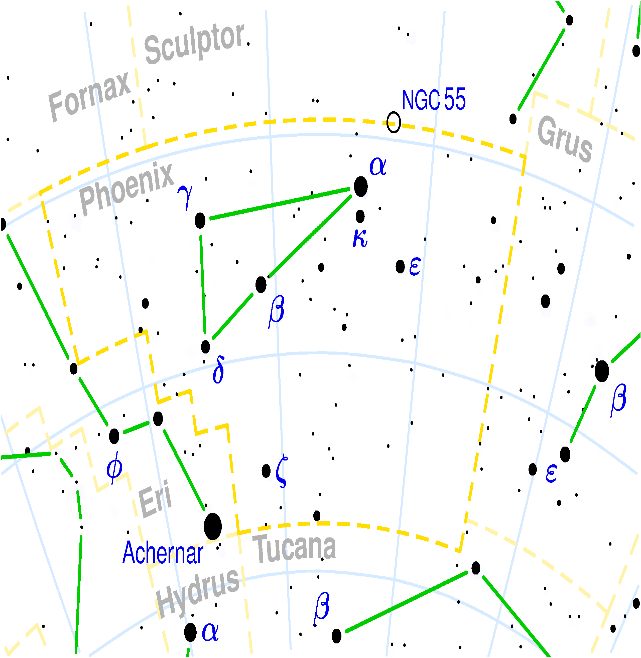 Sculptor
Fornax
NGC 55
Grus
α
Phoenix
γ
κ
ε
β
δ
β
ϕ
ζ
ε
Eri
Achernar
Tucana
Hydrus
β
α